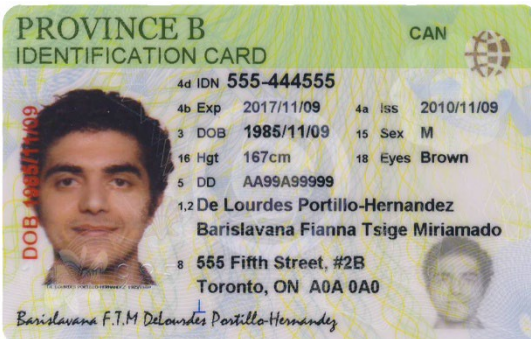 PROVINCE B
CAN
IDENTIFICATION CARD
4d IDN 555-444555
4b Exp 2017/11/09 4a Iss 2010/11/09
3 DOB 1985/11/09 15 Sex M
16 Hgt 167cm 18 Eyes Brown
5 DD AA99A99999
1,2 De Lourdes Portillo-Hernandez
Barislavana Fianna Tsige Miriamado
8 555 Fifth Street, #2B
Toronto, ON A0A 0A0
DOB 1985/11/09
Barislavana F.T.M DeLourdes Portillo-Hernandez